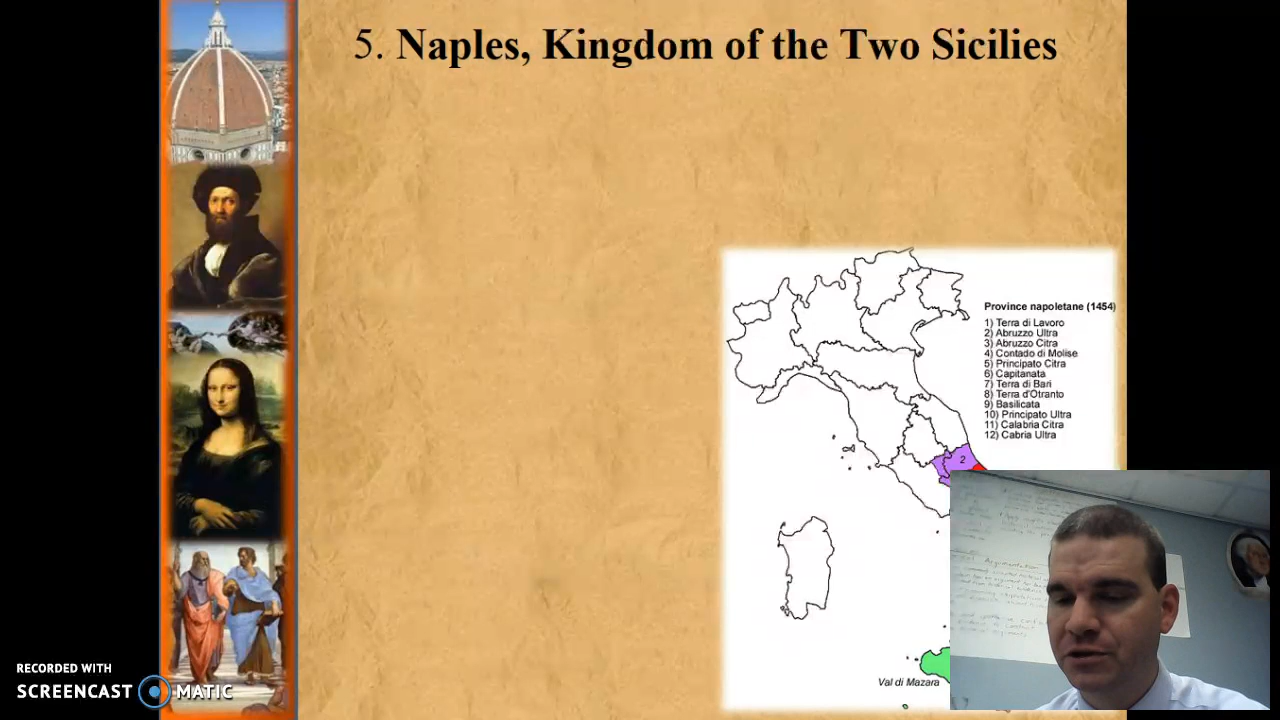 5. Naples, Kingdom of the Two Sicilies
Province napoletane (1454)
1) Terra di Lavoro
2) Abruzzo Ultra
3) Abruzzo Citra
4) Contado di Molise
5) Principato Citra
6) Capitanata
7) Terra di Bari
8) Terra d'Otranto
9) Basilicata
10) Principato Ultra
11) Calabria Citra
12) Cabria Ultra
2
Argumentation
Val di Mazara
RECORDED WITH
SCREENCAST MATIC